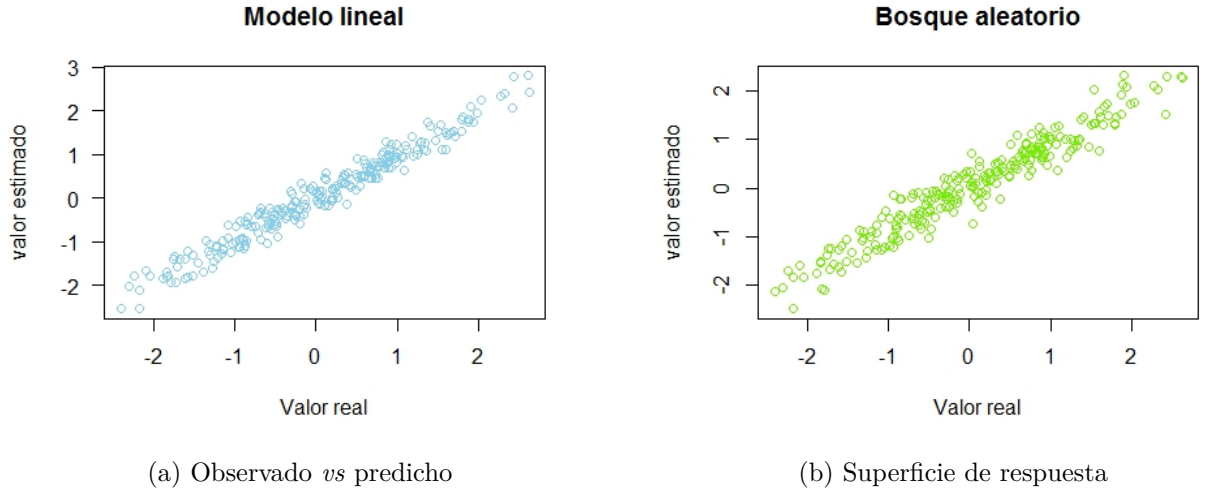 Modelo lineal
valor estimado
3
2
1
0
-1
-2
-2 -1 0 1 2
Valor real
(a) Observado vs predicho
Bosque aleatorio
valor estimado
2
1
0
-1
-2
-2 -1 0 1 2
Valor real
(b) Superficie de respuesta